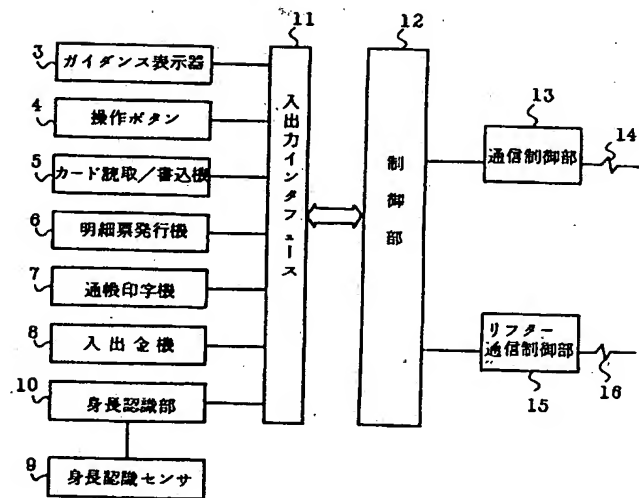 11
12
3
ガイダンス表示器
4
操作ボタン
5
カード読取/書込機
6
明細票発行機
7
通帳印字機
8
入出金機
10
身長認識部
9
身長認識センサ
入出力インタフェース
制御部
13
通信制御部
14
リフター
通信制御部
15
16